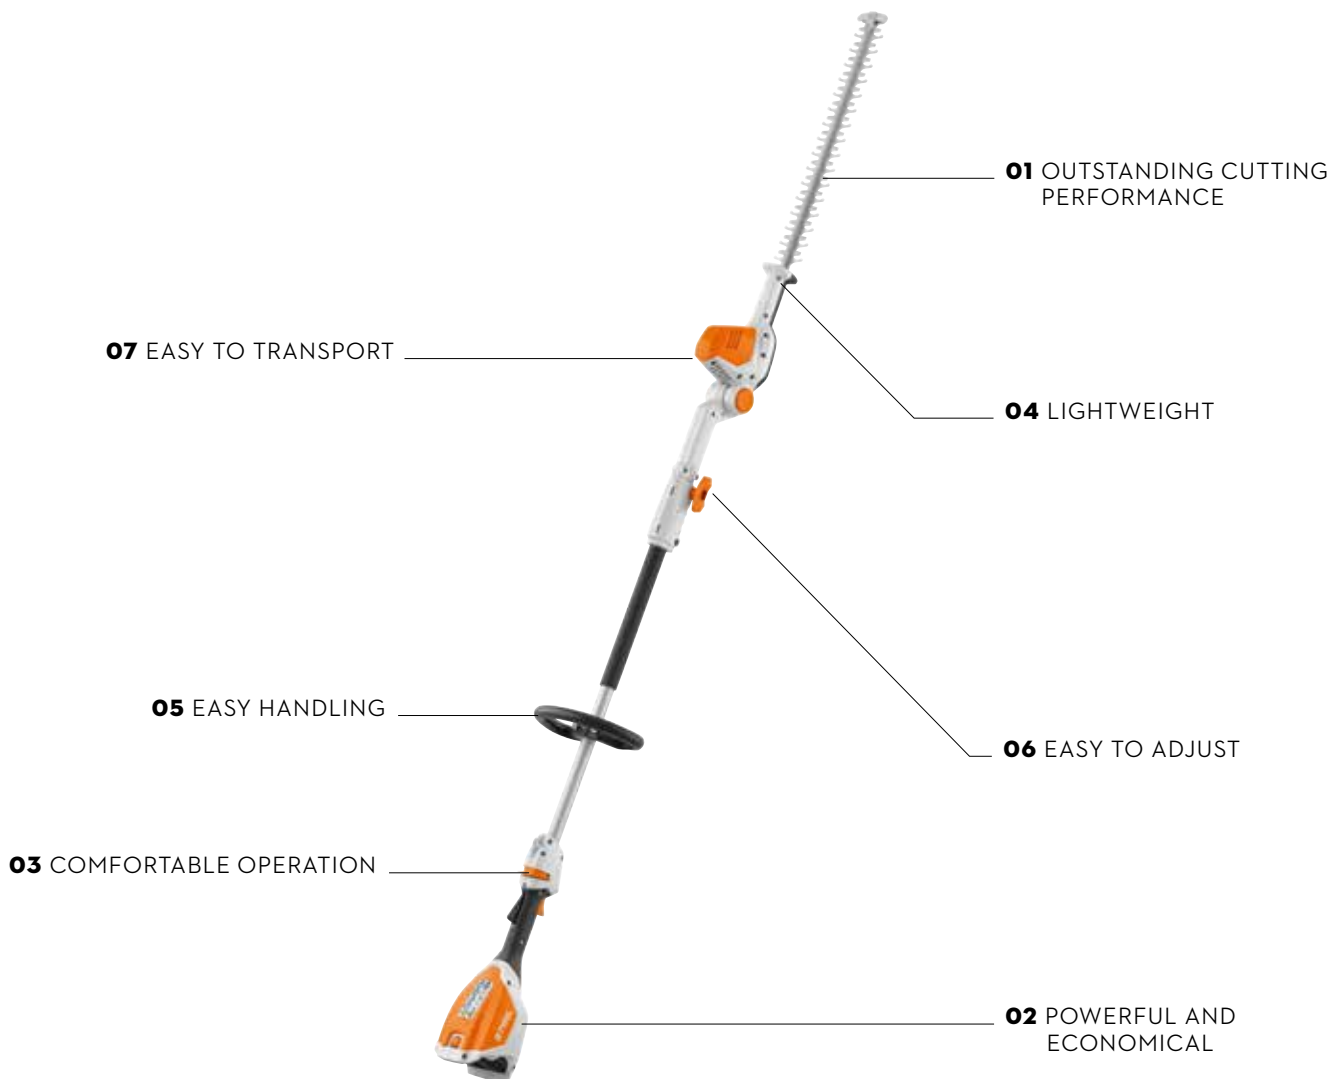 01 OUTSTANDING CUTTING
PERFORMANCE
07 EASY TO TRANSPORT
04 LIGHTWEIGHT
05 EASY HANDLING
06 EASY TO ADJUST
03 COMFORTABLE OPERATION
02 POWERFUL AND
ECONOMICAL
STIHL